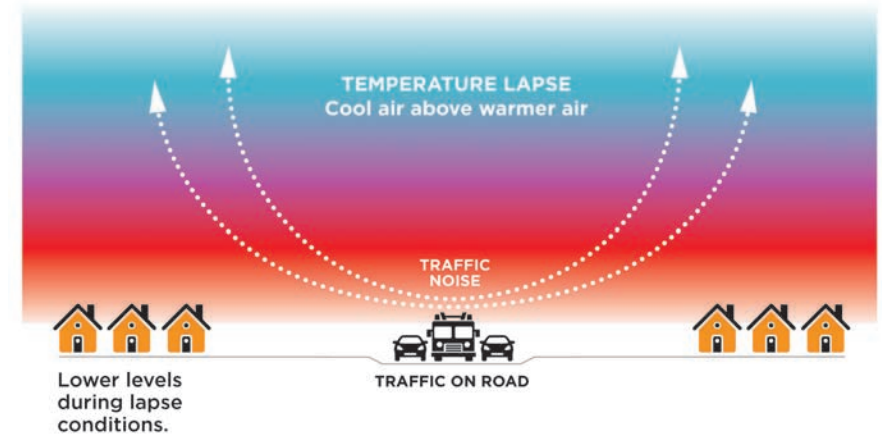 TEMPERATURE LAPSE
Cool air above warmer air
TRAFFIC
NOISE
TRAFFIC ON ROAD
Lower levels
during lapse
conditions.